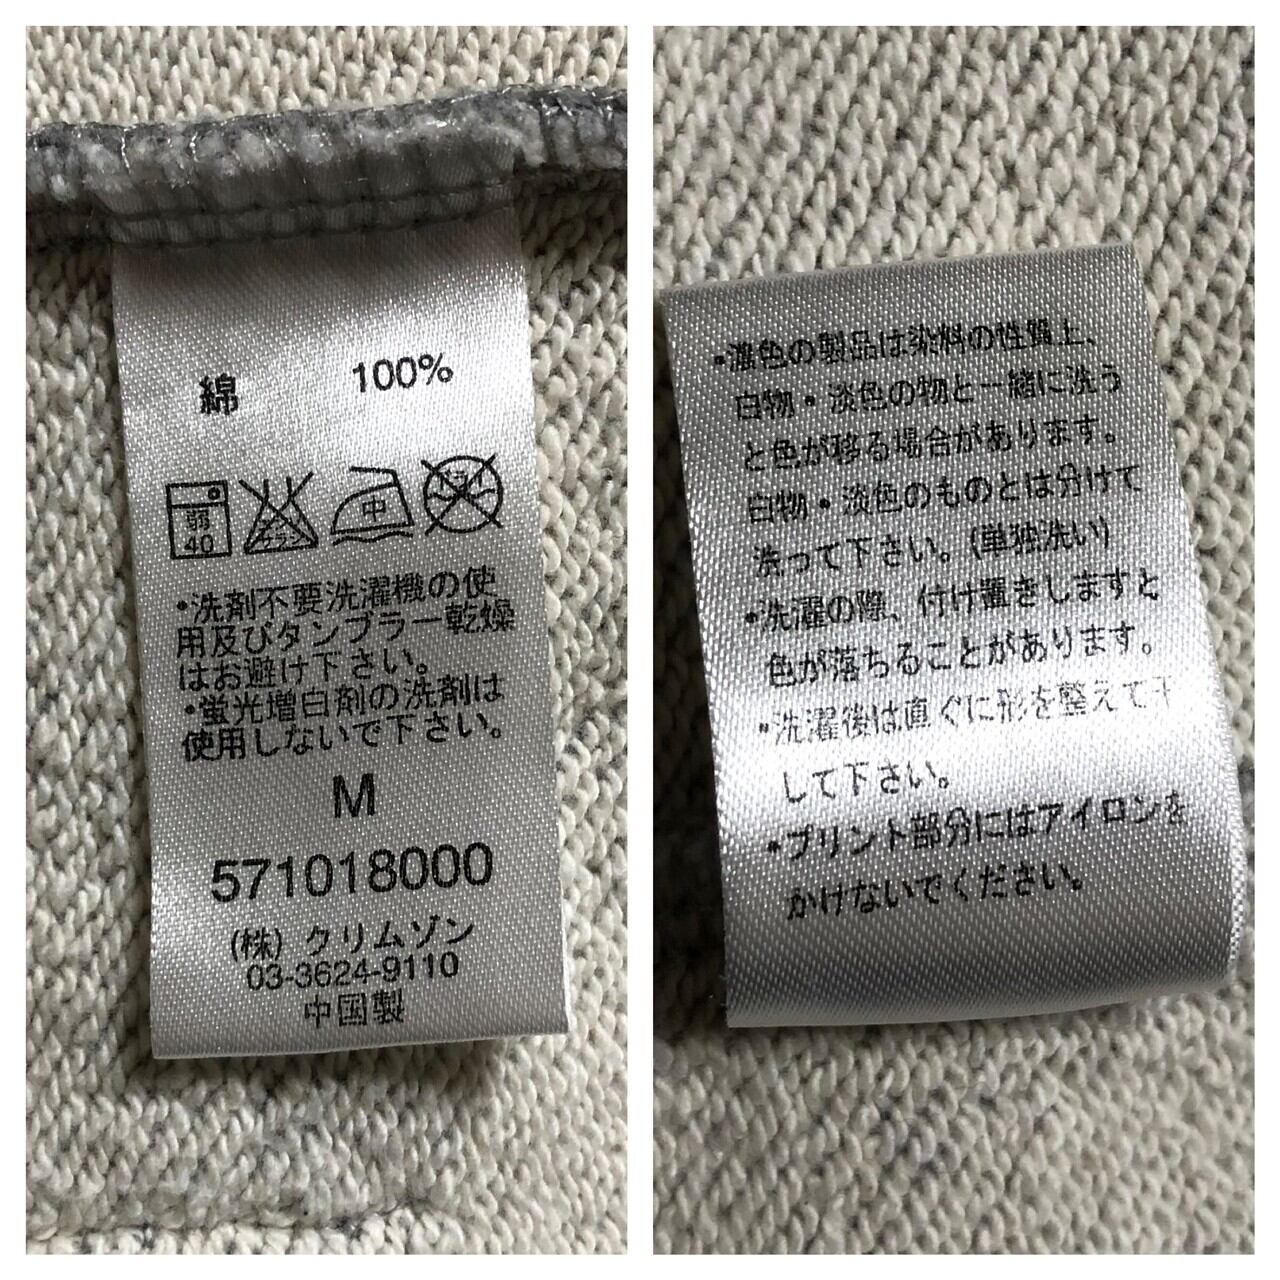 綿 100%
弱
40
エンソ
サラシ
中
ドライ
•洗剤不要洗濯機の使
用及びタンブラー乾燥
はお避け下さい。
•蛍光増白剤の洗剤は
使用しないで下さい。
M
571018000
(株) クリムゾン
03-3624-9110
中国製
•濃色の製品は染料の性質上、
白物・淡色の物と一緒に洗う
と色が移る場合があります。
白物・淡色のものとは分けて
洗って下さい。(単独洗い)
•洗濯の際、付け置きしますと
色が落ちることがあります。
•洗濯後は直ぐに形を整えて干
して下さい。
•プリント部分にはアイロンを
かけないでください。